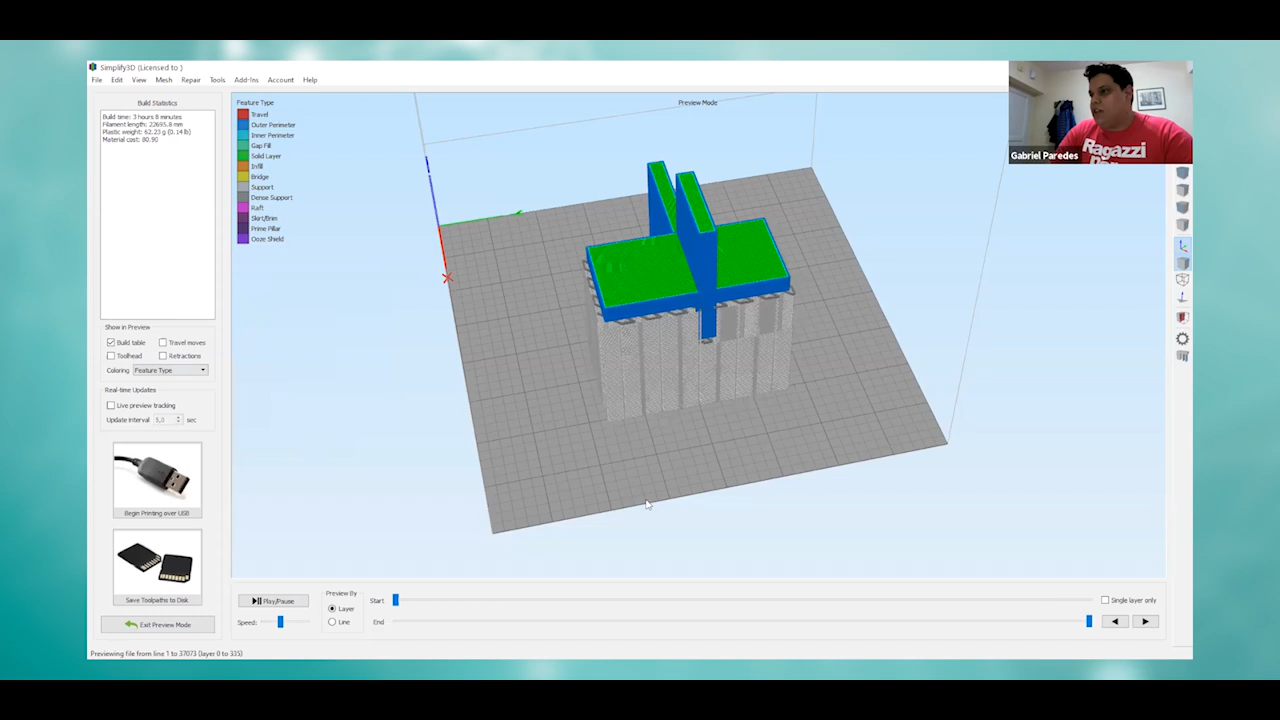 Simplify3D (Licensed to )
File Edit View Mesh Repair Tools Add-Ins Account Help
Build Statistics
Build time: 3 hours 8 minutes
Filament length: 22695.8 mm
Plastic weight: 62.23 g (0.14 lb)
Material cost: 80.90
Show in Preview
Build table
Travel moves
Toolhead
Retractions
Coloring Feature Type
Real-time Updates
Live preview tracking
Update interval 5,0 sec
Begin Printing over USB
Save Toolpaths to Disk
Exit Preview Mode
Previewing file from line 1 to 37073 (layer 0 to 335)
Feature Type
Travel
Outer Perimeter
Inner Perimeter
Gap Fill
Solid Layer
Infill
Bridge
Support
Dense Support
Raft
Skirt/Brim
Prime Pillar
Ooze Shield
Preview Mode
Play/Pause
Speed:
Preview By
Layer
Line
Start
End
Single layer only
Ragazzi
Gabriel Paredes